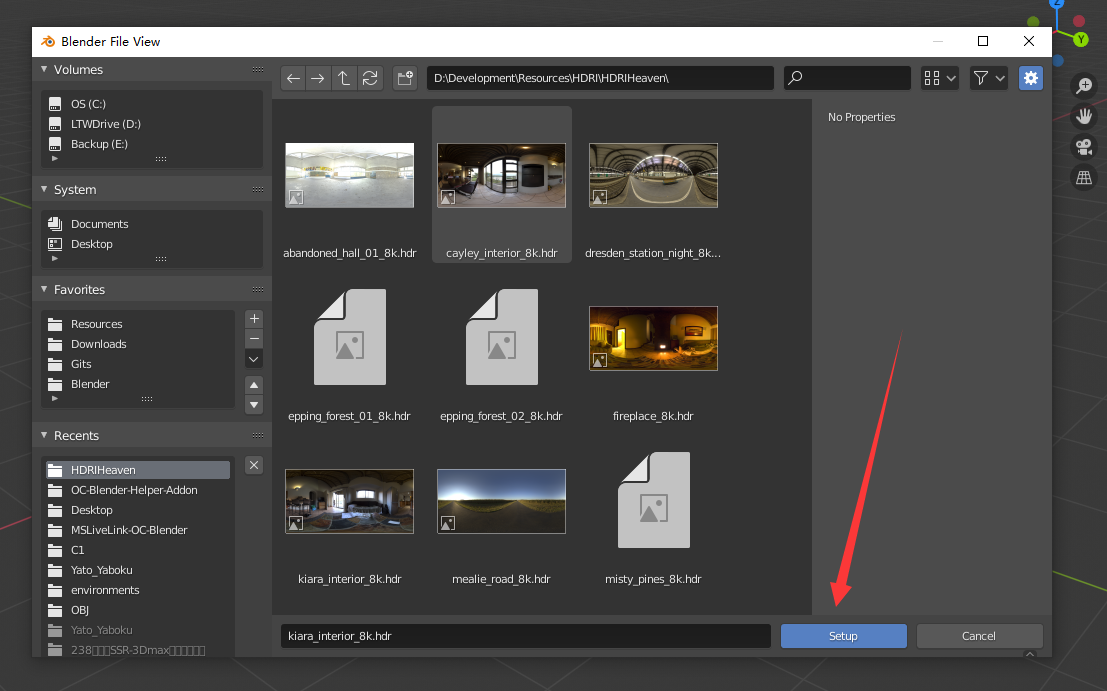 Z
Y
Blender File View
Volumes
OS (C:)
LTWDrive (D:)
Backup (E:)
System
Documents
Desktop
Favorites
Resources
Downloads
Gits
Blender
Recents
HDRIHeaven
OC-Blender-Helper-Addon
Desktop
MSLiveLink-OC-Blender
C1
Yato_Yaboku
environments
OBJ
Yato_Yaboku
238 SSR-3Dmax
D:\Development\Resources\HDRI\HDRIHeaven\
abandoned_hall_01_8k.hdr
cayley_interior_8k.hdr
dresden_station_night_8k...
epping_forest_01_8k.hdr
epping_forest_02_8k.hdr
fireplace_8k.hdr
kiara_interior_8k.hdr
mealie_road_8k.hdr
misty_pines_8k.hdr
No Properties
kiara_interior_8k.hdr
Setup
Cancel